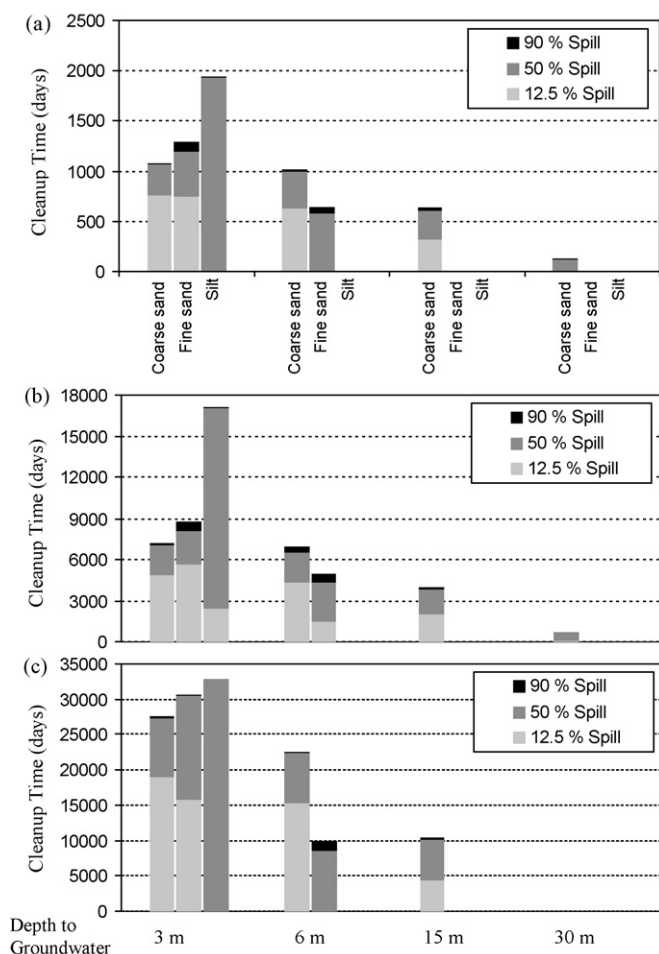 (a)
2500
2000
1500
1000
500
0
Cleanup Time (days)
90 % Spill
50 % Spill
12.5 % Spill
Coarse sand
Fine sand
Silt
Coarse sand
Fine sand
Silt
Coarse sand
Fine sand
Silt
Coarse sand
Fine sand
Silt
(b)
18000
15000
12000
9000
6000
3000
0
Cleanup Time (days)
90 % Spill
50 % Spill
12.5 % Spill
(c)
35000
30000
25000
20000
15000
10000
5000
0
Cleanup Time (days)
90 % Spill
50 % Spill
12.5 % Spill
Depth to
Groundwater
3 m
6 m
15 m
30 m